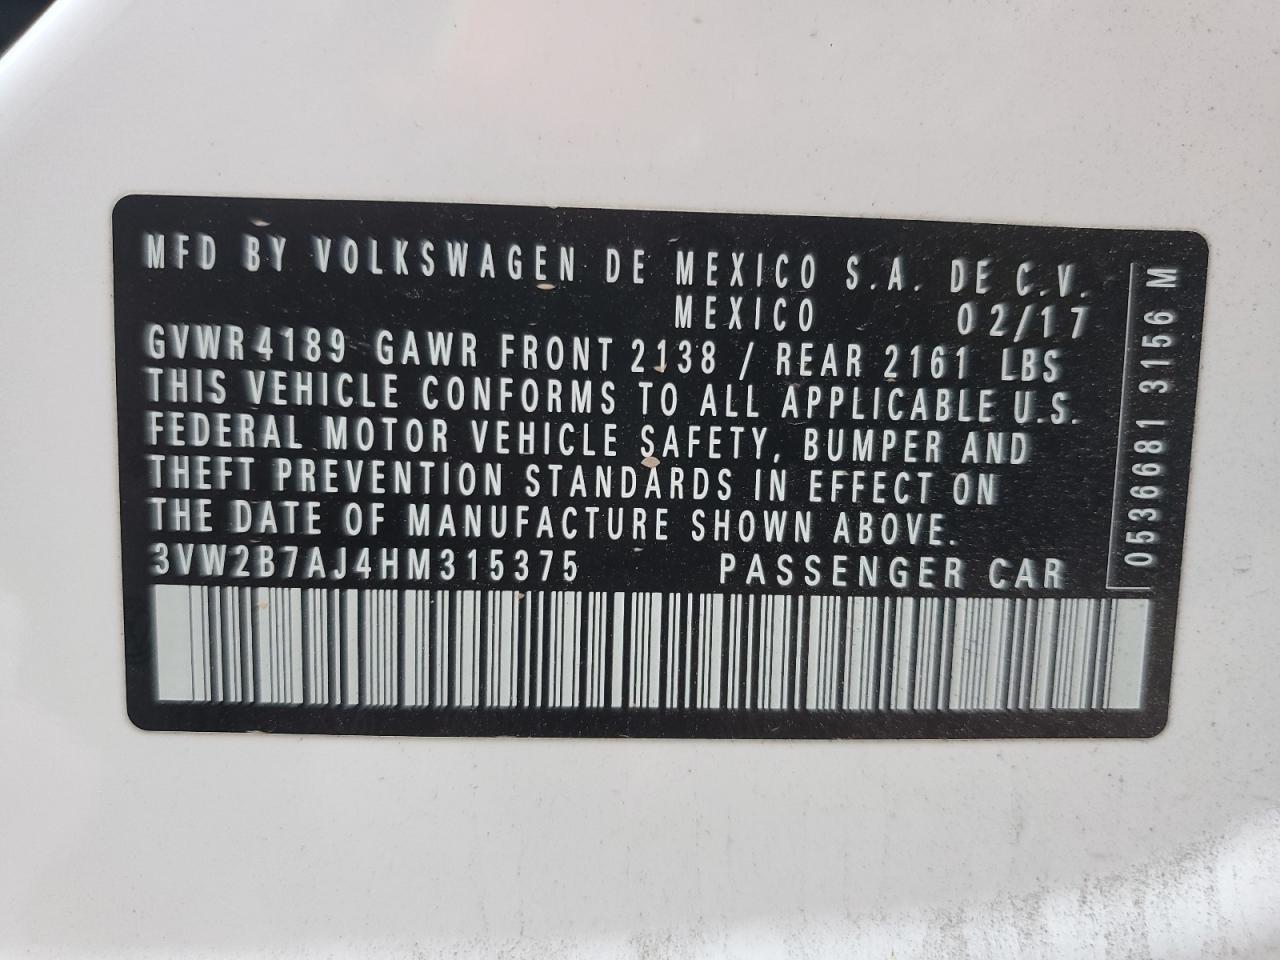 MFD BY VOLKSWAGEN DE MEXICO S.A. DE C.V.
MEXICO 02/17
GVWR 4189 GAWR FRONT 2138 / REAR 2161 LBS
THIS VEHICLE CONFORMS TO ALL APPLICABLE U.S.
FEDERAL MOTOR VEHICLE SAFETY, BUMPER AND
THEFT PREVENTION STANDARDS IN EFFECT ON
THE DATE OF MANUFACTURE SHOWN ABOVE.
3VW2B7AJ4HM315375 PASSENGER CAR
0536681 3156 M